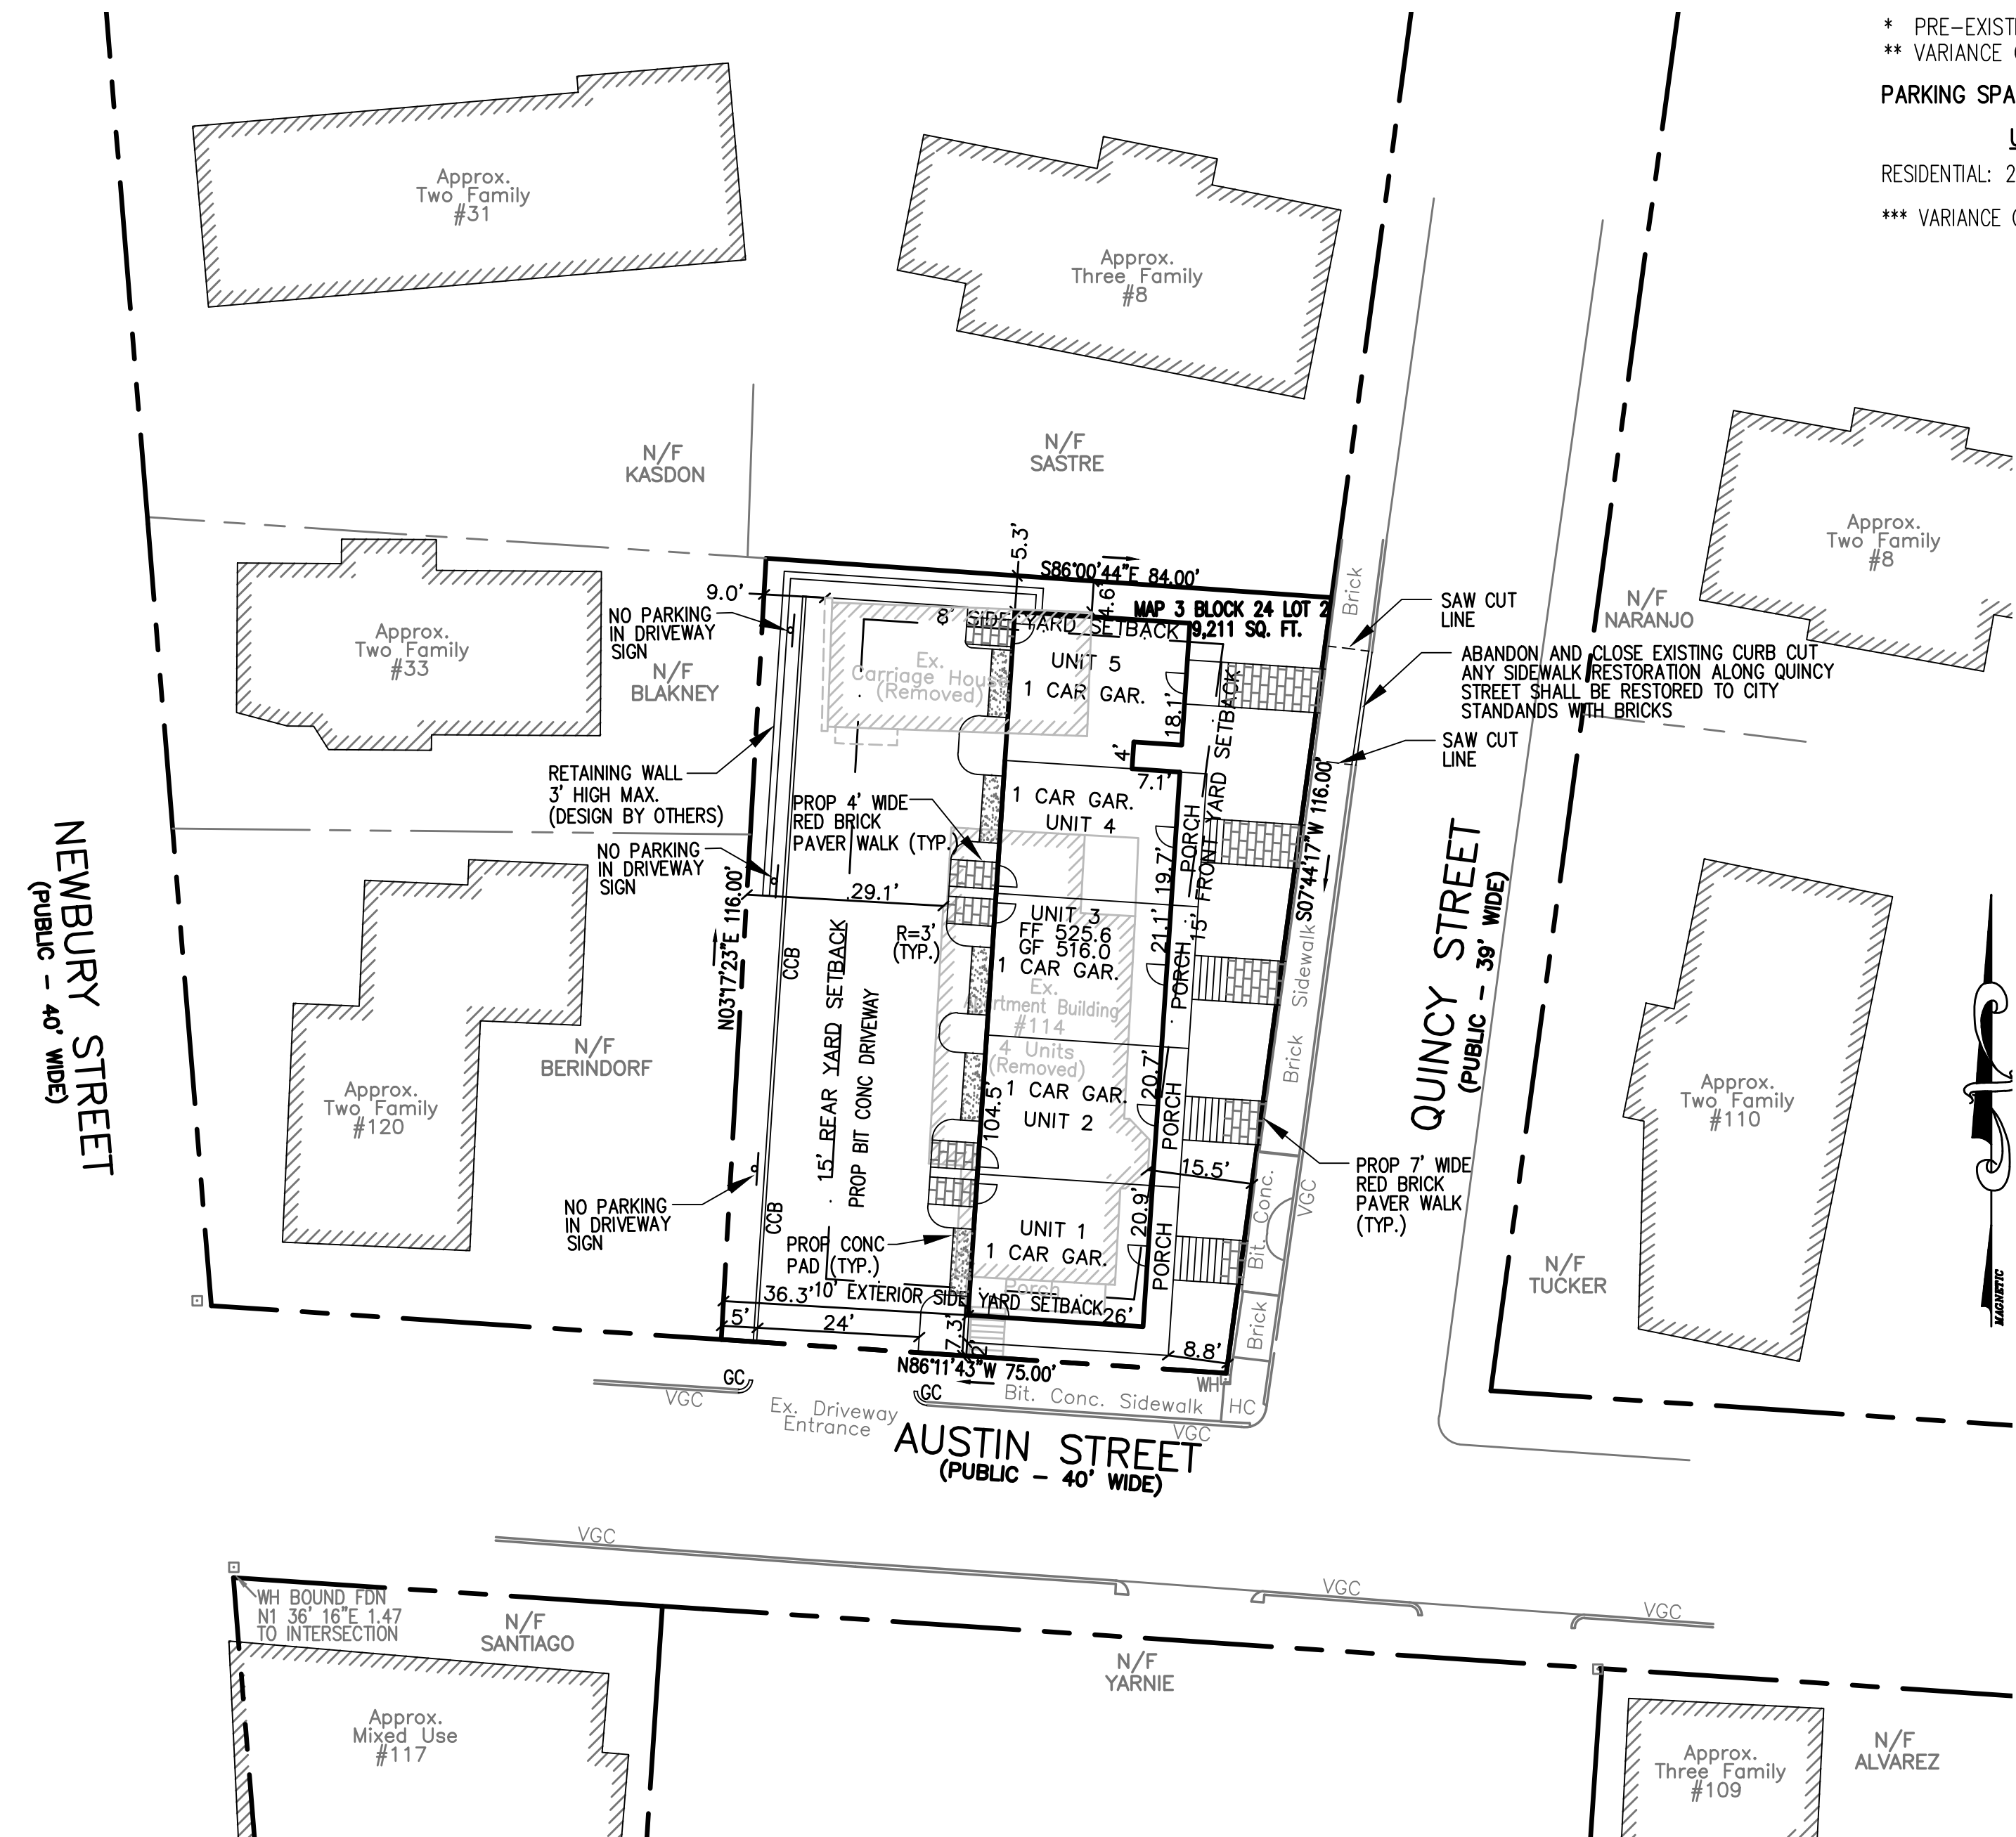 * PRE-EXIST
** VARIANCE
PARKING SPA
RESIDENTIAL: 2
*** VARIANCE
Approx.
Two Family
#31
Approx.
Three Family
#8
N/F
KASDON
N/F
SASTRE
Approx.
Two Family
#8
N/F
NARANJO
Brick
SAW CUT
LINE
ABANDON AND CLOSE EXISTING CURB CUT
ANY SIDEWALK RESTORATION ALONG QUINCY
STREET SHALL BE RESTORED TO CITY
STANDANDS WITH BRICKS
SAW CUT
LINE
5.3'
S86°00'44"E 84.00'
4.6'
MAP 3 BLOCK 24 LOT 2
9,211 SQ. FT.
9.0'
NO PARKING
IN DRIVEWAY
SIGN
Approx.
Two Family
#33
N/F
BLAKNEY
8' SIDE YARD SETBACK
Ex.
Carriage House
(Removed)
UNIT 5
1 CAR GAR.
18.1'
4'
7.1'
RETAINING WALL
3' HIGH MAX.
(DESIGN BY OTHERS)
PROP 4' WIDE
RED BRICK
PAVER WALK (TYP.)
1 CAR GAR.
UNIT 4
19.7'
PORCH
15' FRONT YARD SETBACK
S07°44'17"W 116.00'
NO PARKING
IN DRIVEWAY
SIGN
29.1'
R=3'
(TYP.)
UNIT 3
FF 525.6
GF 516.0
1 CAR GAR.
21.1'
PORCH
Ex.
Apartment Building
#114
4 Units
(Removed)
Brick Sidewalk
N03°17'23"E 116.00'
CCB
15' REAR YARD SETBACK
PROP BIT CONC DRIVEWAY
104.5'
1 CAR GAR.
UNIT 2
20.7'
PORCH
15.5'
PROP 7' WIDE
RED BRICK
PAVER WALK
(TYP.)
NEWBURY STREET
(PUBLIC - 40' WIDE)
QUINCY STREET
(PUBLIC - 39' WIDE)
N/F
BERINDORF
Approx.
Two Family
#120
Approx.
Two Family
#110
N/F
TUCKER
MAGNETIC
NO PARKING
IN DRIVEWAY
SIGN
CCB
PROP CONC
PAD (TYP.)
UNIT 1
1 CAR GAR.
20.9'
PORCH
Bit. Conc.
VGC
Brick
Porch
36.3'
10' EXTERIOR SIDE YARD SETBACK
26'
5'
24'
7.3'
2'
8.8'
N86°11'43"W 75.00'
WH
GC
VGC
GC
Ex. Driveway
Entrance
Bit. Conc. Sidewalk
HC
VGC
AUSTIN STREET
(PUBLIC - 40' WIDE)
VGC
VGC
VGC
WH BOUND FDN
N1 36' 16"E 1.47
TO INTERSECTION
N/F
SANTIAGO
N/F
YARNIE
Approx.
Mixed Use
#117
Approx.
Three Family
#109
N/F
ALVAREZ